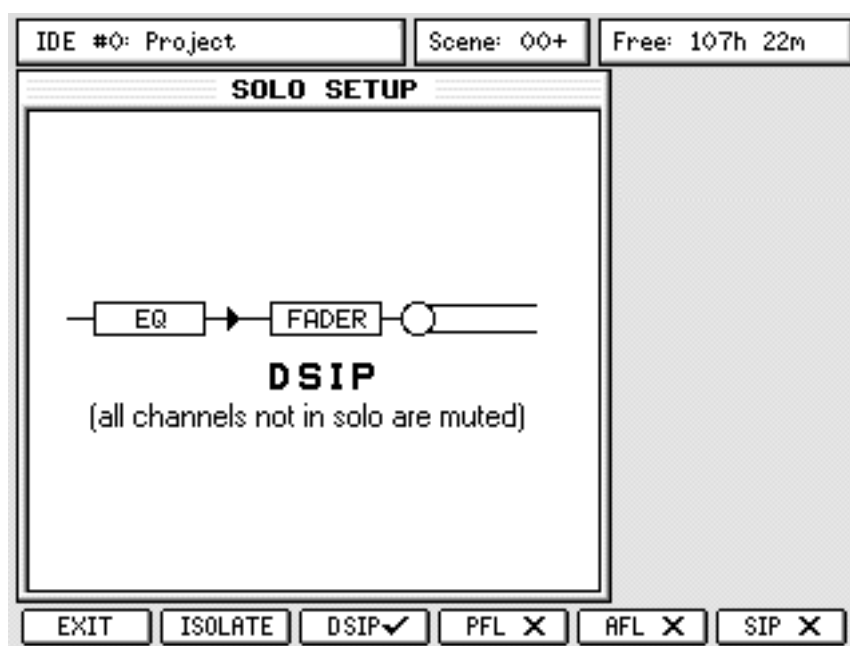 IDE #0: Project Scene: 00+ Free: 107h 22m
SOLO SETUP
EQ FADER
DSIP
(all channels not in solo are muted)
EXIT ISOLATE DSIP✓ PFL X AFL X SIP X